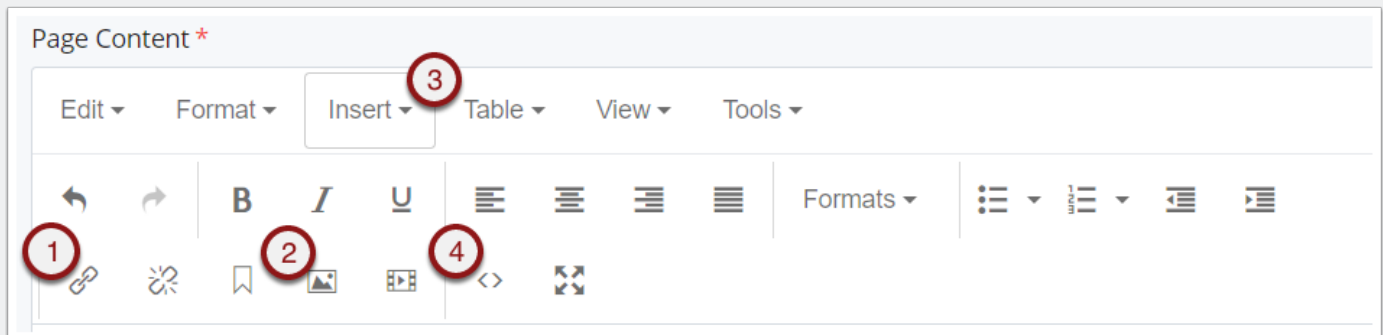 Page Content *
3
Edit Format Insert Table View Tools
B I U Formats
1 2 4